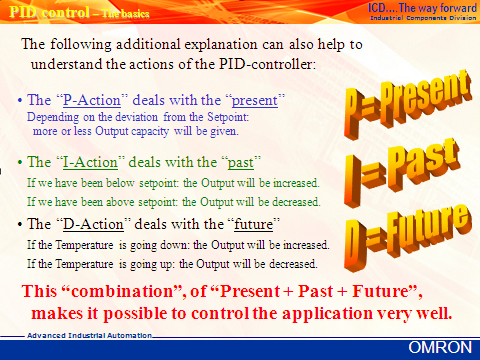 PID control – The basics
ICD....The way forward
Industrial Components Division
The following additional explanation can also help to
understand the actions of the PID-controller:
• The “P-Action” deals with the “present”
Depending on the deviation from the Setpoint:
more or less Output capacity will be given.
• The “I-Action” deals with the “past”
If we have been below setpoint: the Output will be increased.
If we have been above setpoint: the Output will be decreased.
• The “D-Action” deals with the “future”
If the Temperature is going down: the Output will be increased.
If the Temperature is going up: the Output will be decreased.
P = Present
I = Past
D = Future
This “combination”, of “Present + Past + Future”,
makes it possible to control the application very well.
Advanced Industrial Automation
OMRON